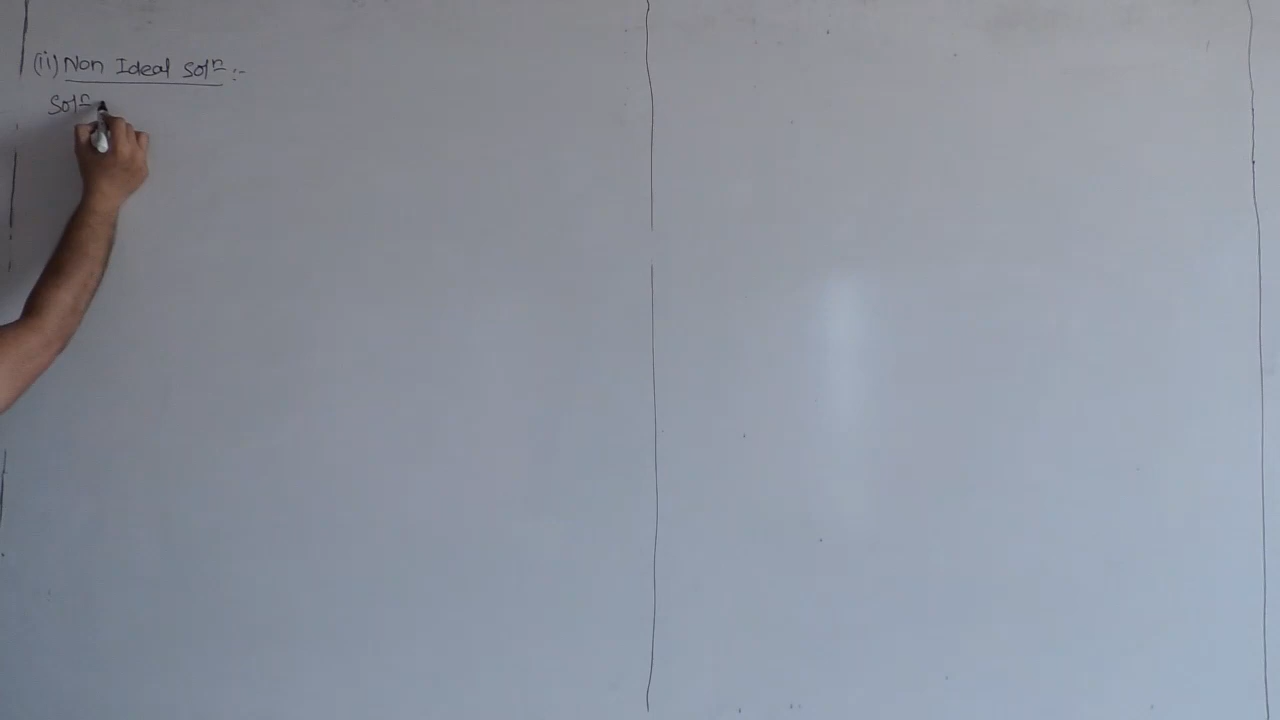 (ii) Non Ideal Solⁿ :-
Solⁿ